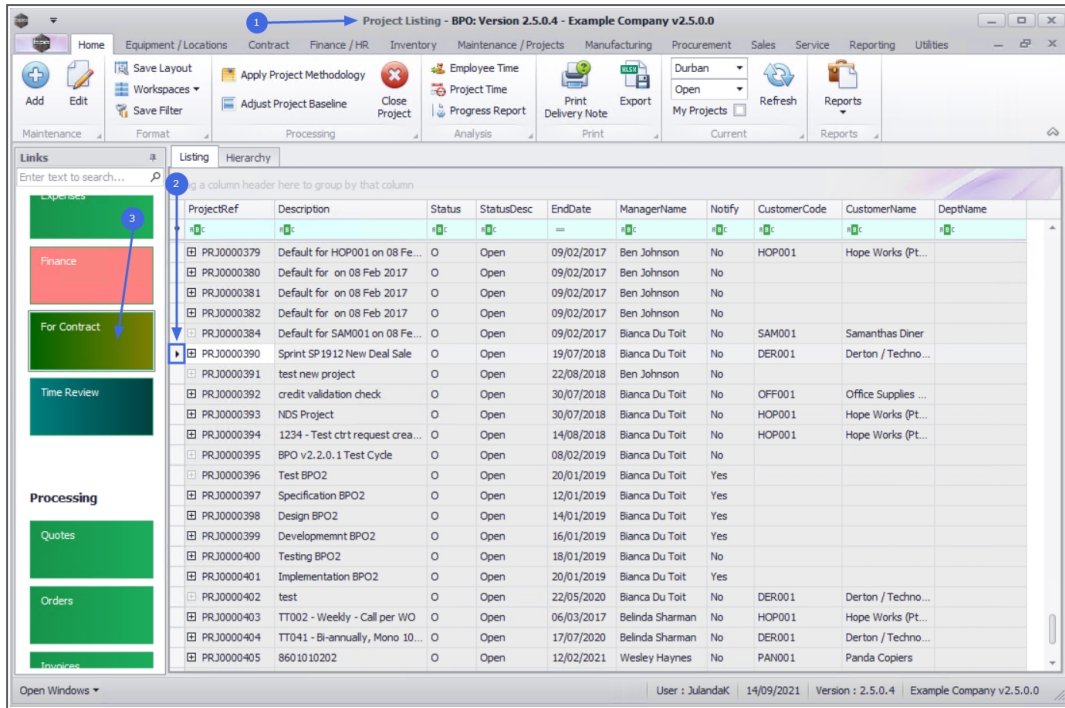 1
Project Listing - BPO: Version 2.5.0.4 - Example Company v2.5.0.0
Home Equipment / Locations Contract Finance / HR Inventory Maintenance / Projects Manufacturing Procurement Sales Service Reporting Utilities
Add
Edit
Maintenance
Save Layout
Workspaces
Save Filter
Format
Apply Project Methodology
Adjust Project Baseline
Close Project
Processing
Employee Time
Project Time
Progress Report
Analysis
Print Delivery Note
Export
Print
Durban
Open
My Projects
Refresh
Current
Reports
Reports
Links
Enter text to search...
Expenses
3
Finance
For Contract
Time Review
Processing
Quotes
Orders
Invoices
Listing Hierarchy
2
a column header here to group by that column
ProjectRef Description Status StatusDesc EndDate ManagerName Notify CustomerCode CustomerName DeptName
PRJ0000379 Default for HOP001 on 08 Fe... O Open 09/02/2017 Ben Johnson No HOP001 Hope Works (Pt...
PRJ0000380 Default for on 08 Feb 2017 O Open 09/02/2017 Ben Johnson No
PRJ0000381 Default for on 08 Feb 2017 O Open 09/02/2017 Ben Johnson No
PRJ0000382 Default for on 08 Feb 2017 O Open 09/02/2017 Ben Johnson No
PRJ0000384 Default for SAM001 on 08 Fe... O Open 09/02/2017 Bianca Du Toit No SAM001 Samanthas Diner
PRJ0000390 Sprint SP1912 New Deal Sale O Open 19/07/2018 Bianca Du Toit No DER001 Derton / Techno...
PRJ0000391 test new project O Open 22/08/2018 Ben Johnson No
PRJ0000392 credit validation check O Open 30/07/2018 Bianca Du Toit No OFF001 Office Supplies ...
PRJ0000393 NDS Project O Open 30/07/2018 Bianca Du Toit No HOP001 Hope Works (Pt...
PRJ0000394 1234 - Test ctrt request crea... O Open 14/08/2018 Bianca Du Toit No HOP001 Hope Works (Pt...
PRJ0000395 BPO v2.2.0.1 Test Cycle O Open 08/02/2019 Bianca Du Toit No
PRJ0000396 Test BPO2 O Open 20/01/2019 Bianca Du Toit Yes
PRJ0000397 Specification BPO2 O Open 12/01/2019 Bianca Du Toit Yes
PRJ0000398 Design BPO2 O Open 14/01/2019 Bianca Du Toit Yes
PRJ0000399 Developmemnt BPO2 O Open 16/01/2019 Bianca Du Toit Yes
PRJ0000400 Testing BPO2 O Open 18/01/2019 Bianca Du Toit No
PRJ0000401 Implementation BPO2 O Open 20/01/2019 Bianca Du Toit Yes
PRJ0000402 test O Open 22/05/2020 Bianca Du Toit No DER001 Derton / Techno...
PRJ0000403 TT002 - Weekly - Call per WO O Open 06/03/2017 Belinda Sharman No HOP001 Hope Works (Pt...
PRJ0000404 TT041 - Bi-annually, Mono 10... O Open 17/07/2020 Belinda Sharman No DER001 Derton / Techno...
PRJ0000405 8601010202 O Open 12/02/2021 Wesley Haynes No PAN001 Panda Copiers
Open Windows
User : JulandaK 14/09/2021 Version : 2.5.0.4 Example Company v2.5.0.0